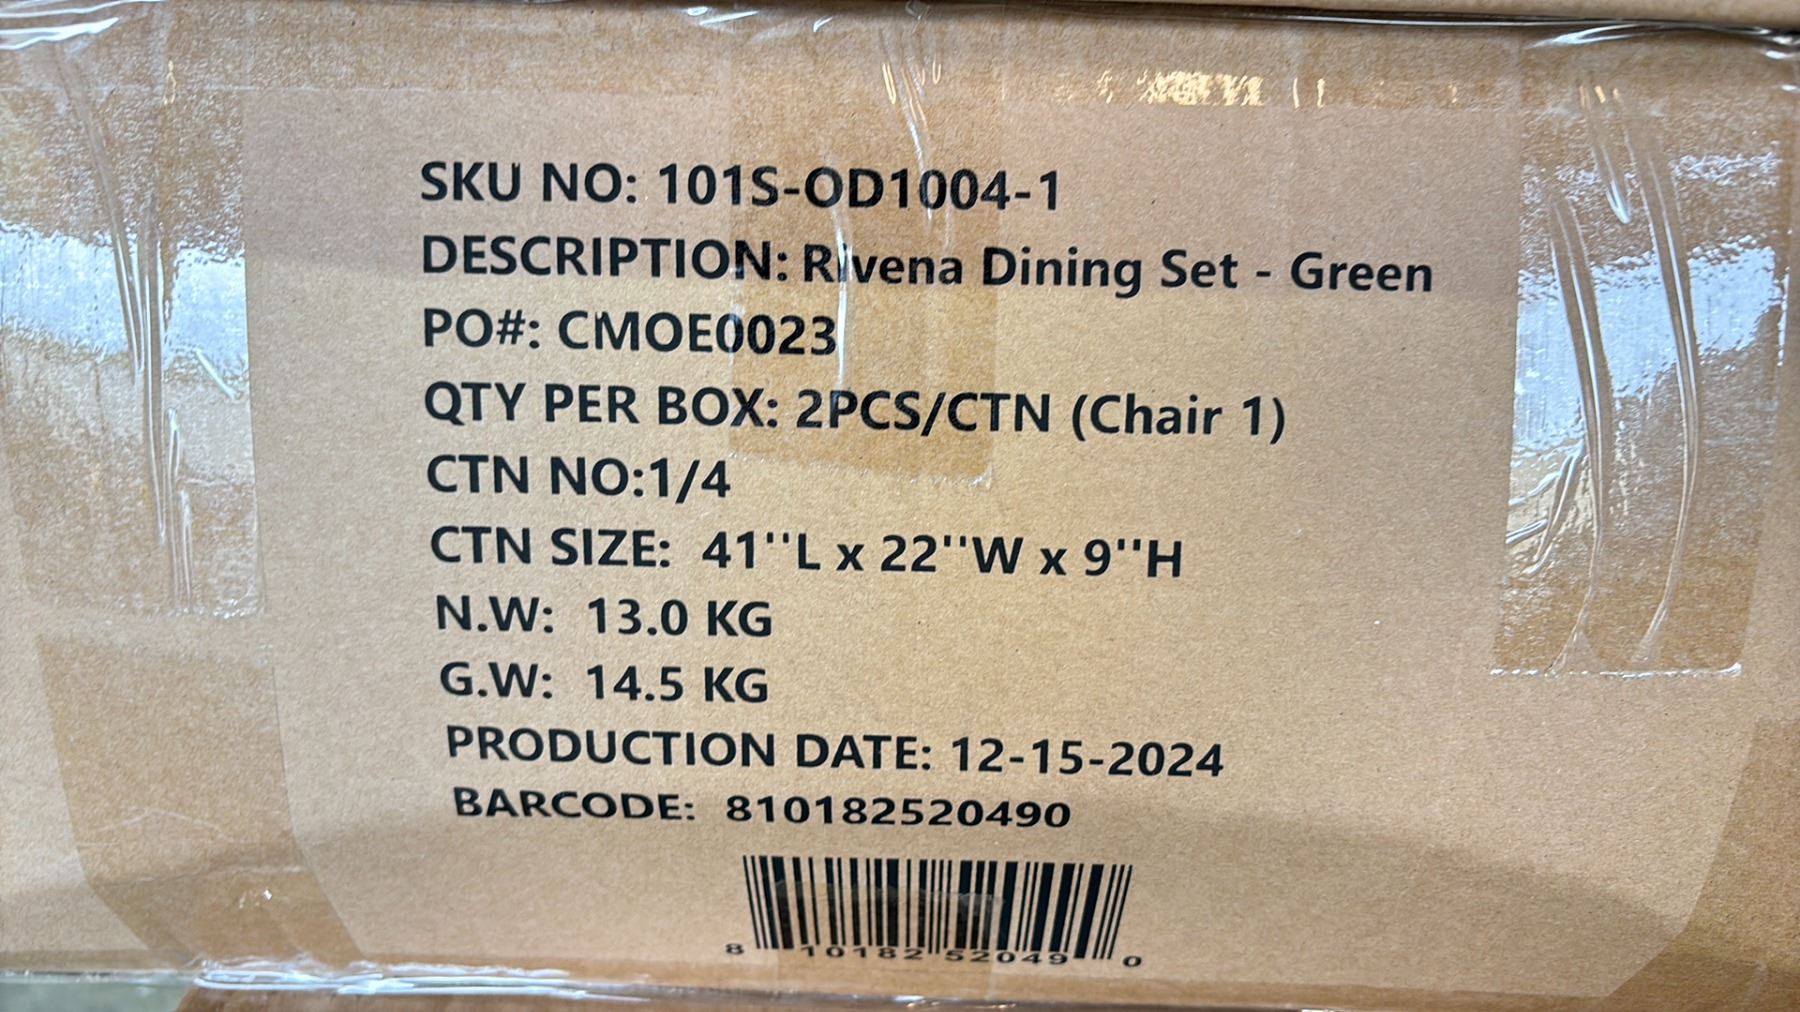 SKU NO: 101S-OD1004-1
DESCRIPTION: Rivena Dining Set - Green
PO#: CMOE0023
QTY PER BOX: 2PCS/CTN (Chair 1)
CTN NO:1/4
CTN SIZE: 41''L x 22''W x 9''H
N.W: 13.0 KG
G.W: 14.5 KG
PRODUCTION DATE: 12-15-2024
BARCODE: 810182520490
8 10182 52049 0